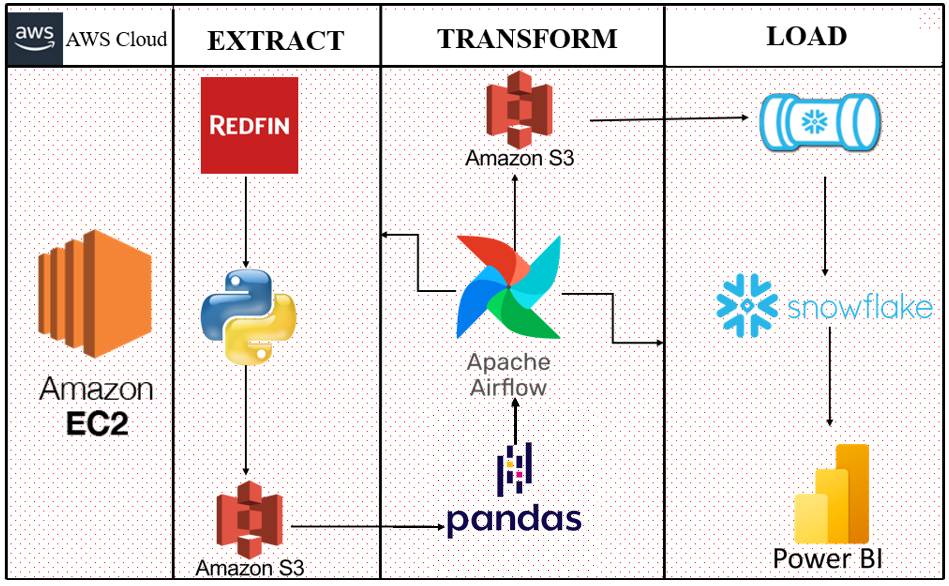 aws
AWS Cloud
EXTRACT
TRANSFORM
LOAD
REDFIN
Amazon S3
snowflake
Amazon
EC2
Apache
Airflow
pandas
Amazon S3
Power BI